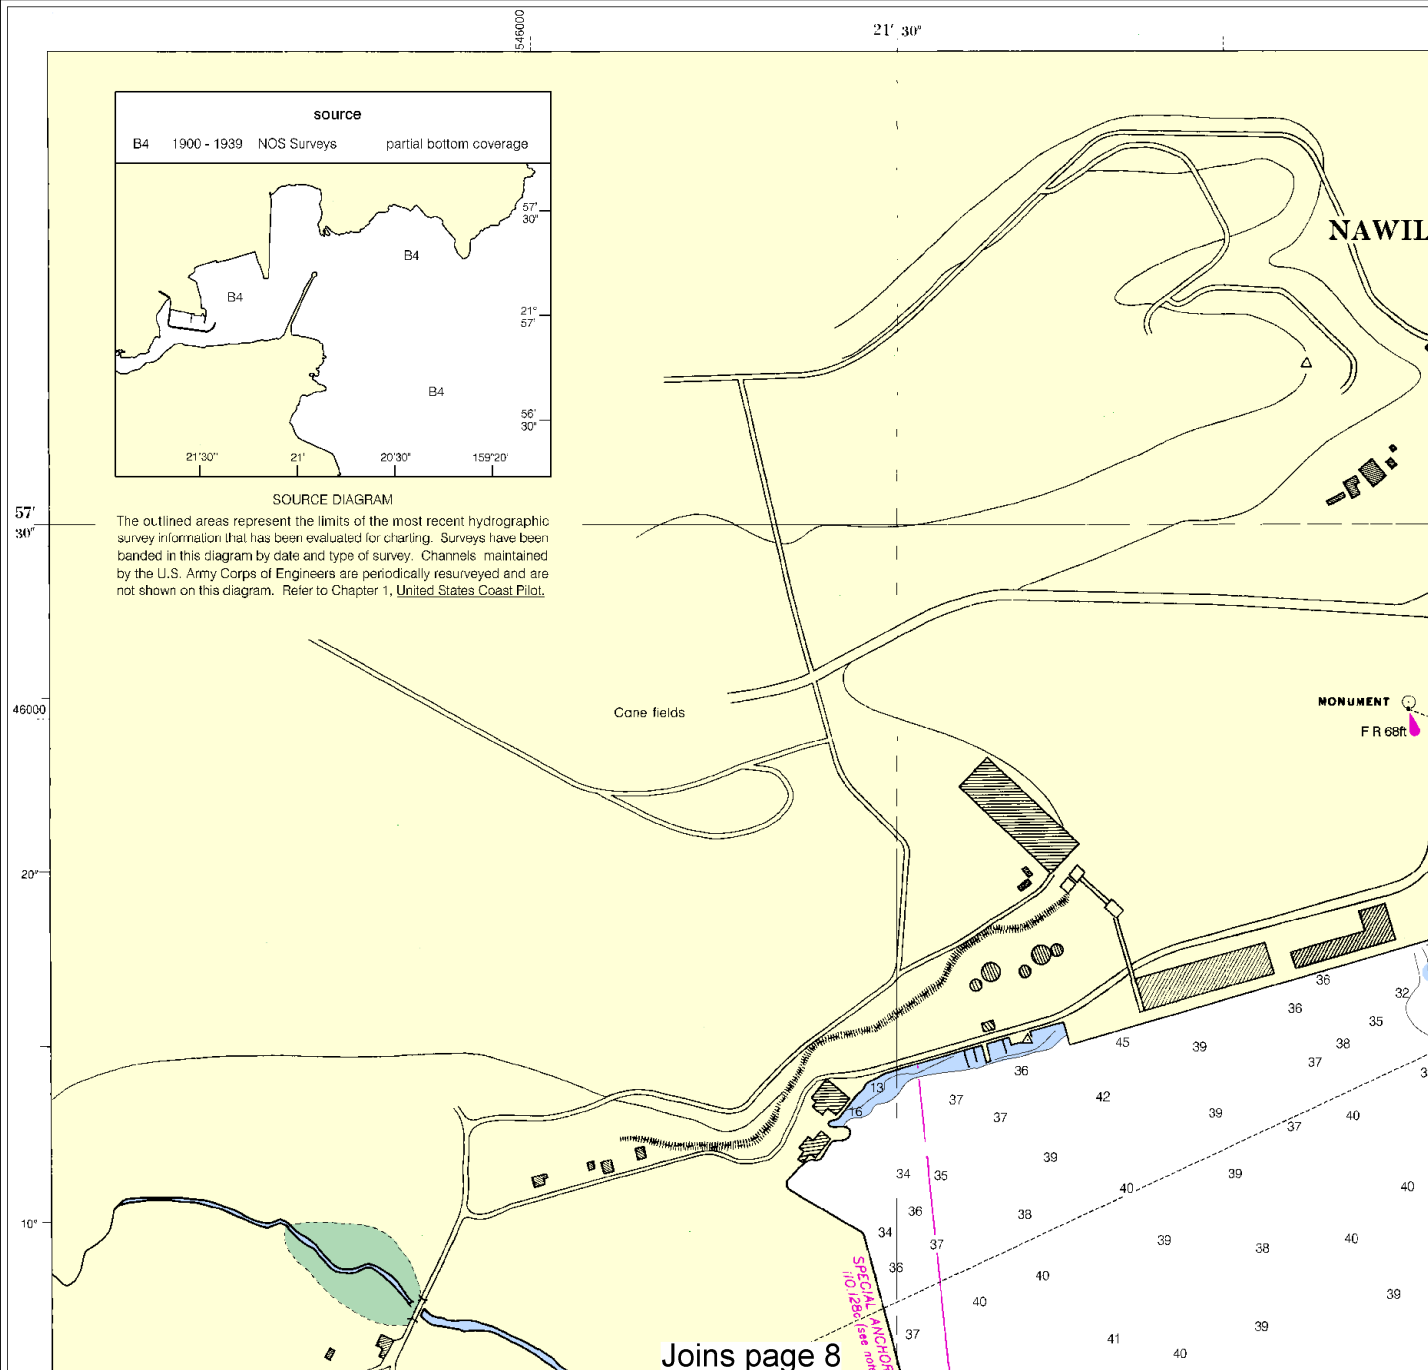 546000
21' 30"
source
B4 1900 - 1939 NOS Surveys partial bottom coverage
57'
30"
B4
B4
21°
57'
B4
56'
30"
21'30" 21' 20'30" 159°20'
NAWIL
57'
30"
SOURCE DIAGRAM
The outlined areas represent the limits of the most recent hydrographic
survey information that has been evaluated for charting. Surveys have been
banded in this diagram by date and type of survey. Channels maintained
by the U.S. Army Corps of Engineers are periodically resurveyed and are
not shown on this diagram. Refer to Chapter 1, United States Coast Pilot.
46000
Cane fields
MONUMENT
F R 68ft
20"
36
32
36
35
45 39 38
37
36
13
37 42
16 37 39 40
37
39
34 35 39
40 40
36 38
34
37 39 38 40
36
40
40 39
37 41 39
40
10"
SPECIAL ANCHOR
110.128d (see note
Joins page 8